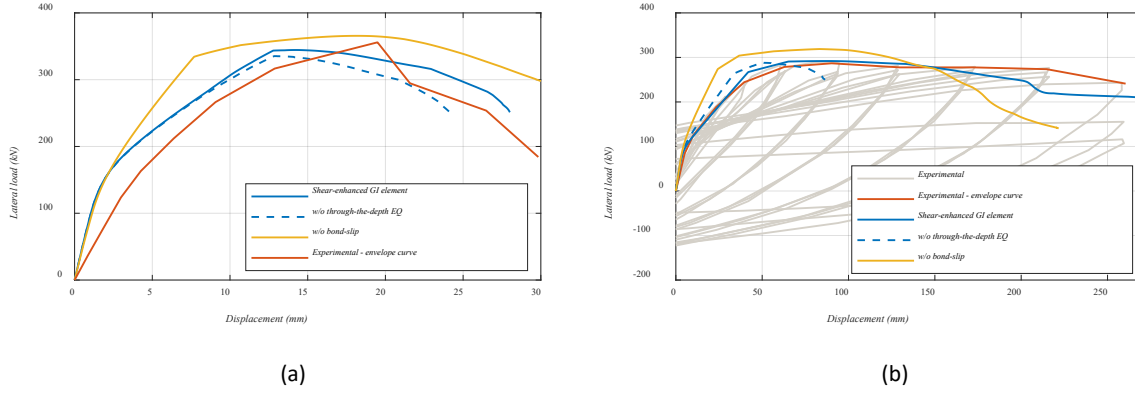 400
300
200
100
0
Lateral load (kN)
0
5
10
15
20
25
30
Displacement (mm)
Shear-enhanced GI element
w/o through-the-depth EQ
w/o bond-slip
Experimental - envelope curve
(a)
400
300
200
100
0
-100
-200
Lateral load (kN)
0
50
100
150
200
250
Displacement (mm)
Experimental
Experimental - envelope curve
Shear-enhanced GI element
w/o through-the-depth EQ
w/o bond-slip
(b)